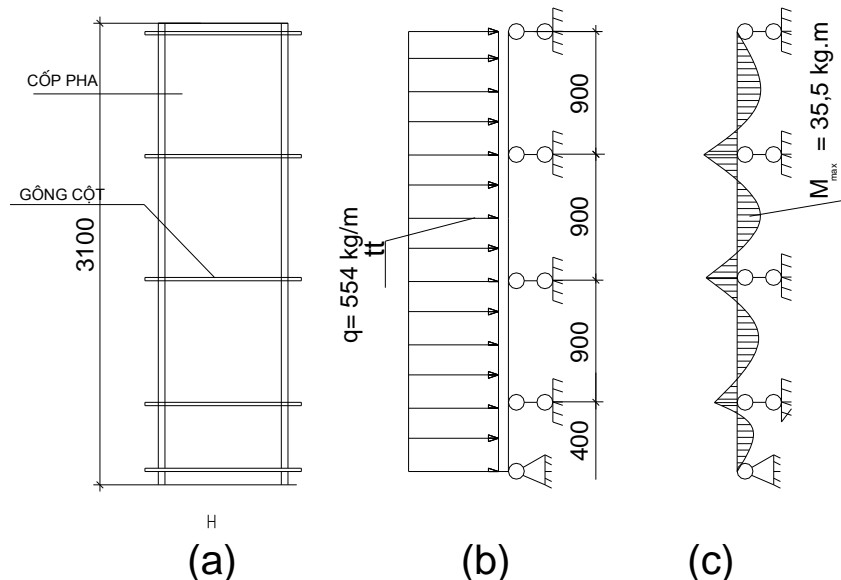 CỐP PHA
GÔNG CỘT
3100
H
(a)
q= 554 kg/m
tt
900
900
900
400
(b)
M max = 35,5 kg.m
(c)